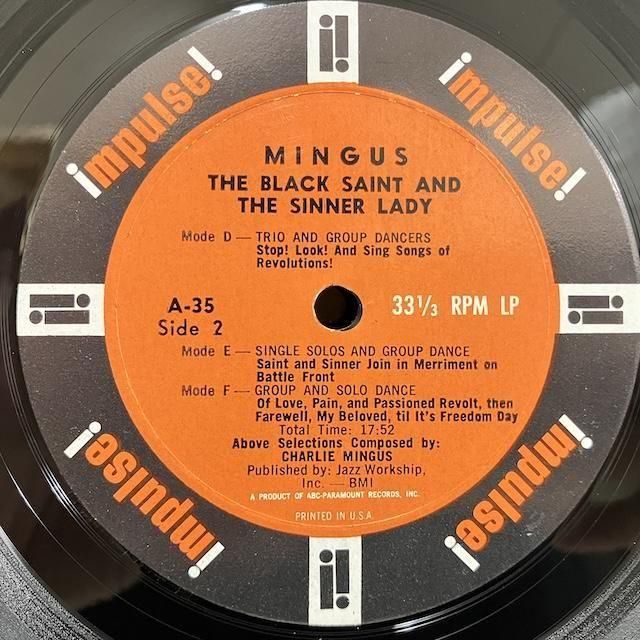 impulse!
impulse!
MINGUS
THE BLACK SAINT AND
THE SINNER LADY
Mode D — TRIO AND GROUP DANCERS
Stop! Look! And Sing Songs of
Revolutions!
A-35
Side 2
33 1/3 RPM LP
Mode E — SINGLE SOLOS AND GROUP DANCE
Saint and Sinner Join in Merriment on
Battle Front
Mode F — GROUP AND SOLO DANCE
Of Love, Pain, and Passioned Revolt, then
Farewell, My Beloved, til It's Freedom Day
Total Time: 17:52
Above Selections Composed by:
CHARLIE MINGUS
Published by: Jazz Workship,
Inc. — BMI
A PRODUCT OF ABC-PARAMOUNT RECORDS, INC.
PRINTED IN U.S.A.
impulse!
impulse!